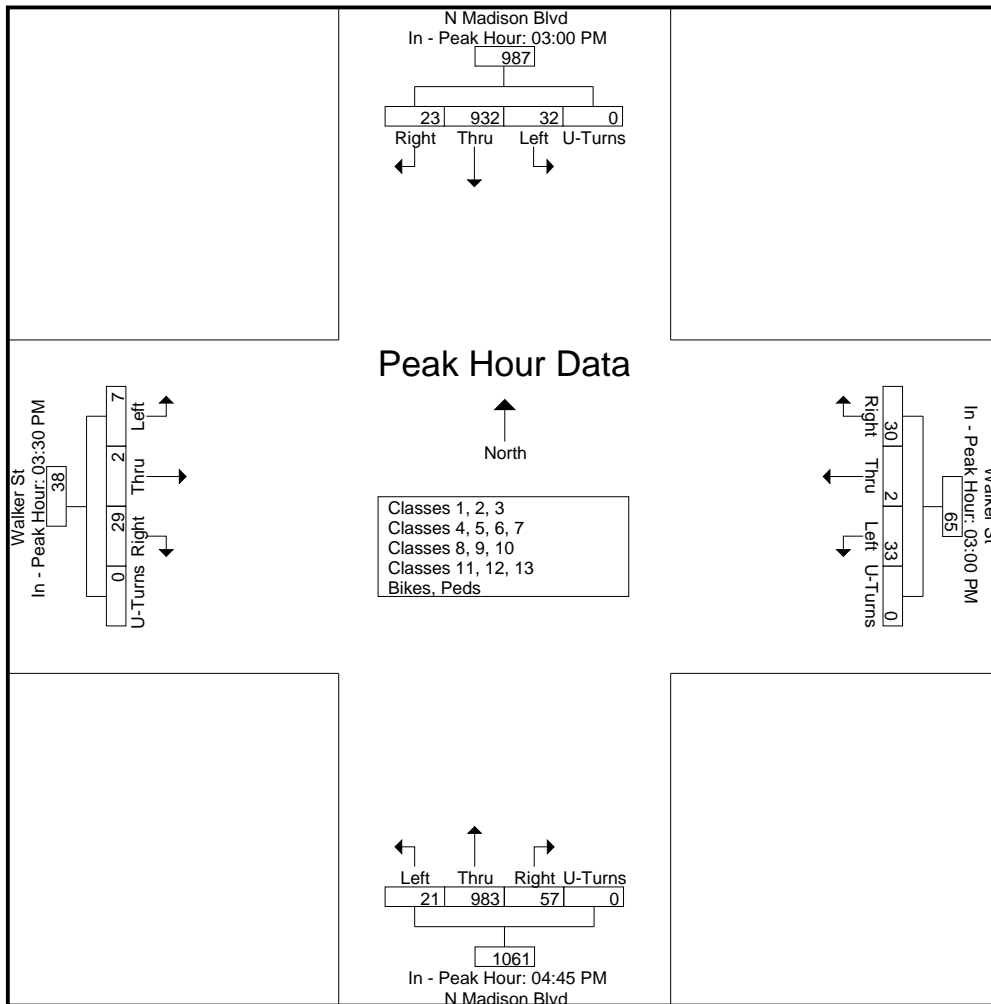 N Madison Blvd
In - Peak Hour: 03:00 PM
987
23 932 32 0
Right Thru Left U-Turns
Peak Hour Data
North
Classes 1, 2, 3
Classes 4, 5, 6, 7
Classes 8, 9, 10
Classes 11, 12, 13
Bikes, Peds
Walker St
In - Peak Hour: 03:30 PM
38
7 2 29 0
Left Thru Right U-Turns
Walker St
In - Peak Hour: 03:00 PM
65
30 2 33 0
Right Thru Left U-Turns
Left Thru Right U-Turns
21 983 57 0
1061
In - Peak Hour: 04:45 PM
N Madison Blvd